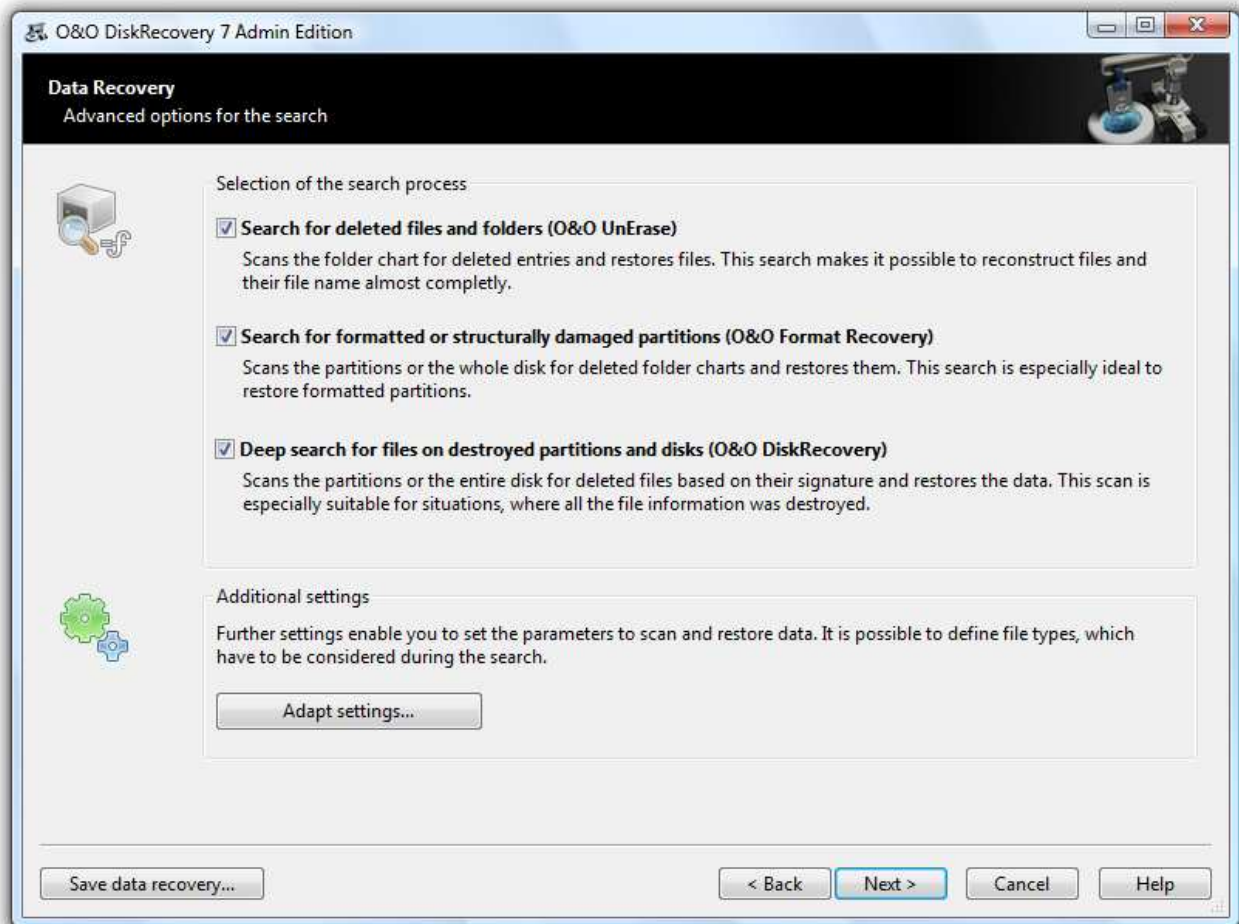 O&O DiskRecovery 7 Admin Edition
Data Recovery
Advanced options for the search
Selection of the search process
Search for deleted files and folders (O&O UnErase)
Scans the folder chart for deleted entries and restores files. This search makes it possible to reconstruct files and
their file name almost completly.
Search for formatted or structurally damaged partitions (O&O Format Recovery)
Scans the partitions or the whole disk for deleted folder charts and restores them. This search is especially ideal to
restore formatted partitions.
Deep search for files on destroyed partitions and disks (O&O DiskRecovery)
Scans the partitions or the entire disk for deleted files based on their signature and restores the data. This scan is
especially suitable for situations, where all the file information was destroyed.
Additional settings
Further settings enable you to set the parameters to scan and restore data. It is possible to define file types, which
have to be considered during the search.
Adapt settings...
Save data recovery...
< Back
Next >
Cancel
Help